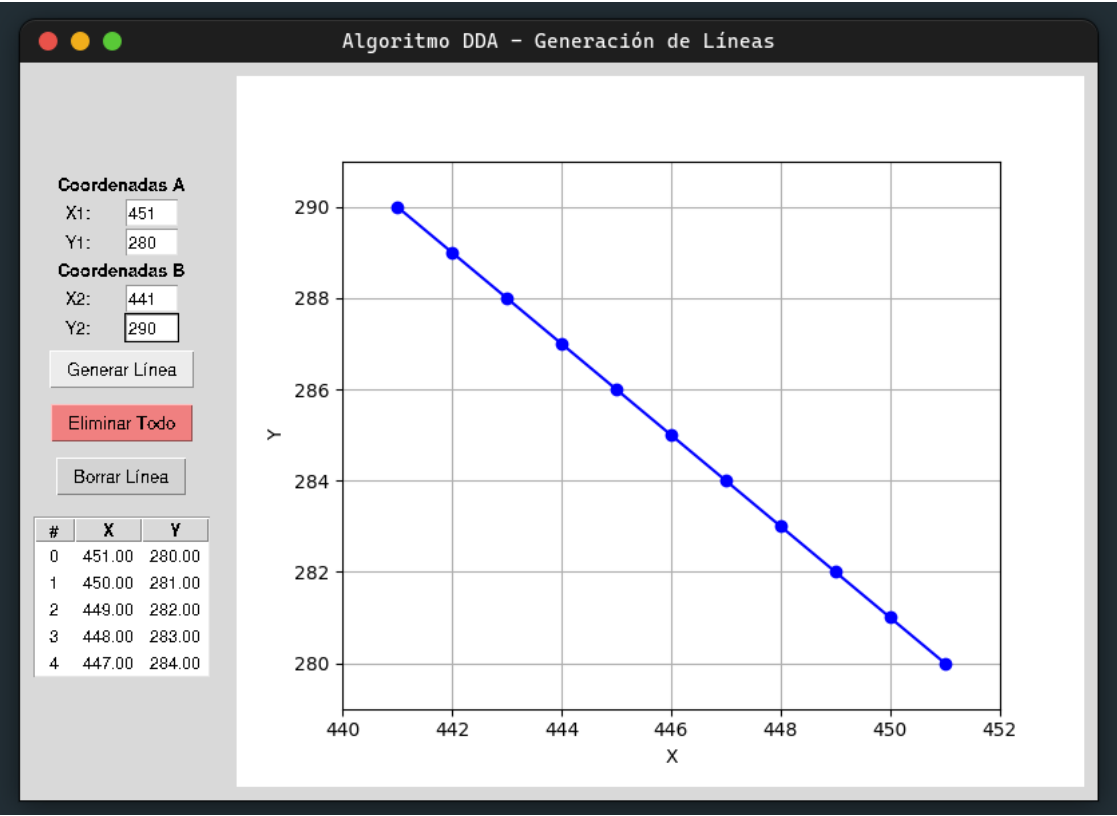 Algoritmo DDA – Generación de Líneas
Coordenadas A
X1: 451
Y1: 280
Coordenadas B
X2: 441
Y2: 290
Generar Línea
Eliminar Todo
Borrar Línea
# X Y
0 451.00 280.00
1 450.00 281.00
2 449.00 282.00
3 448.00 283.00
4 447.00 284.00
290
288
286
284
282
280
Y
440 442 444 446 448 450 452
X